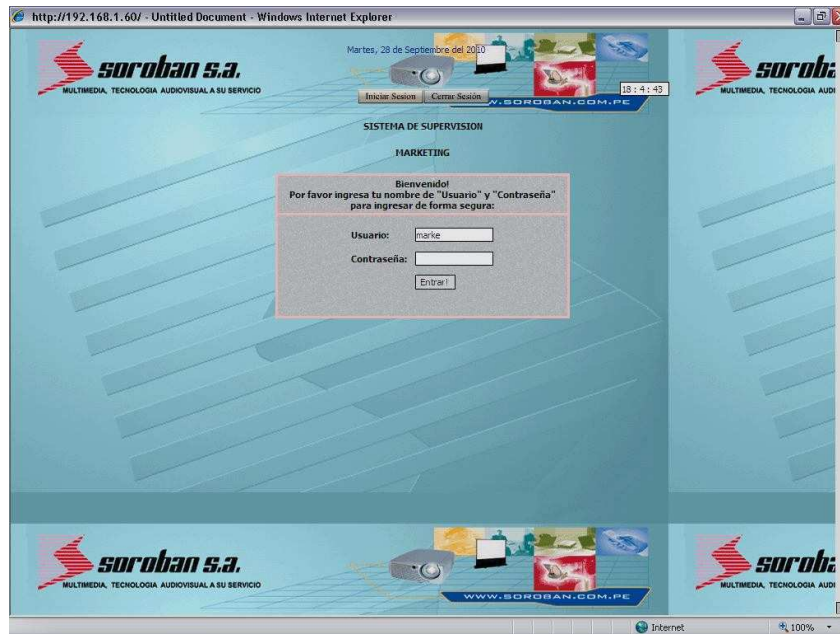 http://192.168.1.60/ - Untitled Document - Windows Internet Explorer
Martes, 28 de Septiembre del 2010
soroban s.a.
MULTIMEDIA, TECNOLOGIA AUDIOVISUAL A SU SERVICIO
Iniciar Sesion Cerrar Sesión
W.SOROBAN.COM.PE
18 : 4 : 43
soroba
MULTIMEDIA, TECNOLOGIA AUDI
SISTEMA DE SUPERVISION
MARKETING
Bienvenido!
Por favor ingresa tu nombre de "Usuario" y "Contraseña"
para ingresar de forma segura:
Usuario: marke
Contraseña:
Entrar!
soroban s.a.
MULTIMEDIA, TECNOLOGIA AUDIOVISUAL A SU SERVICIO
WWW.SOROBAN.COM.PE
soroba
MULTIMEDIA, TECNOLOGIA AUDI
Internet 100%